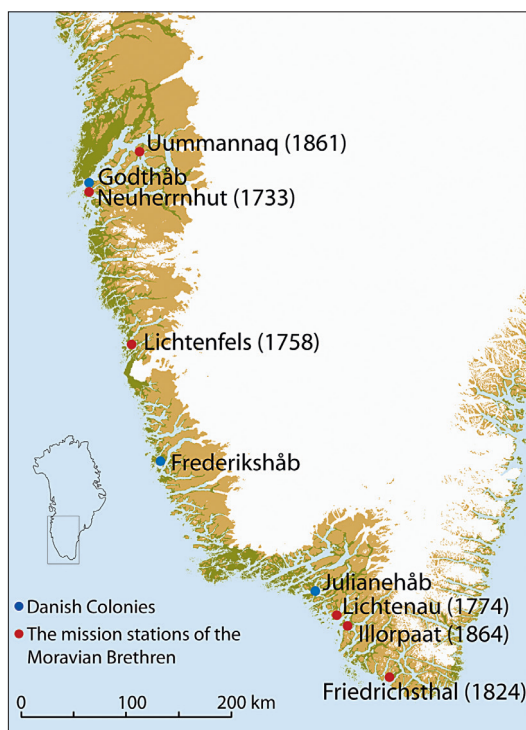 Uummannaq (1861)
Godthåb
Neuherrnhut (1733)
Lichtenfels (1758)
Frederikshåb
Julianehåb
Lichtenau (1774)
Illorpaat (1864)
Friedrichsthal (1824)
Danish Colonies
The mission stations of the
Moravian Brethren
0 100 200 km